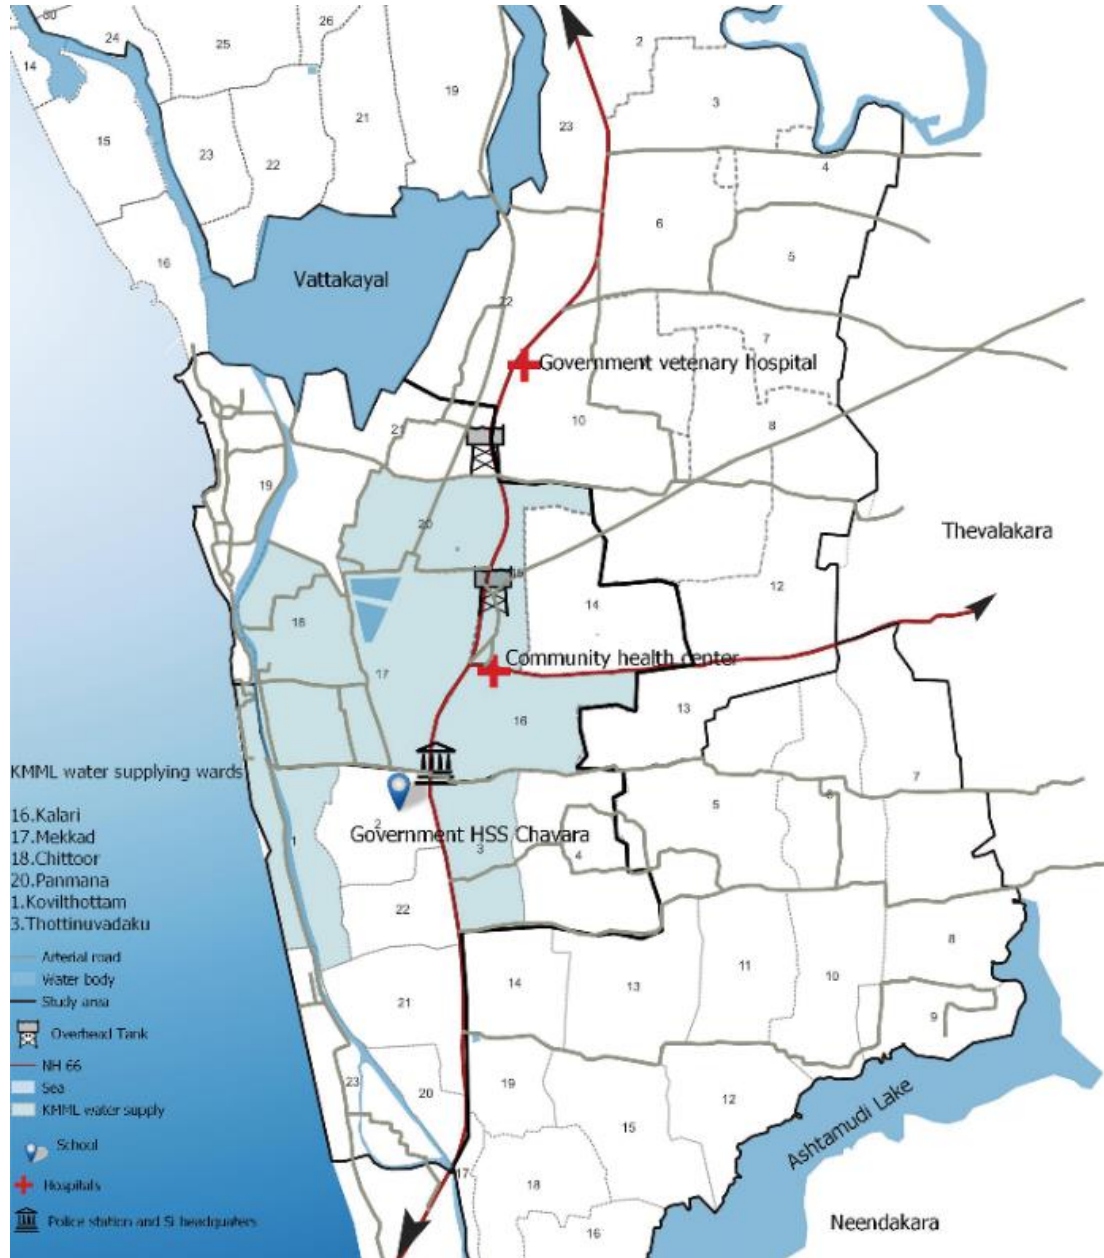 30
24
25
26
14
15
23
22
21
19
16
Vattakayal
2
3
23
4
6
5
22
7
Government vetenary hospital
10
8
21
19
20
Thevalakara
12
14
18
Community health center
17
16
13
7
5
6
2
Government HSS Chavara
3
4
1
22
8
14
13
11
10
21
9
23
20
19
12
15
Ashtamudi Lake
17
18
16
Neendakara
KMML water supplying wards
16.Kalari
17.Mekkad
18.Chittoor
20.Panmana
1.Kovilthottam
3.Thottinuvadaku
Arterial road
Water body
Study area
Overhead Tank
NH 66
Sea
KMML water supply
School
Hospitals
Police station and Si headquaters